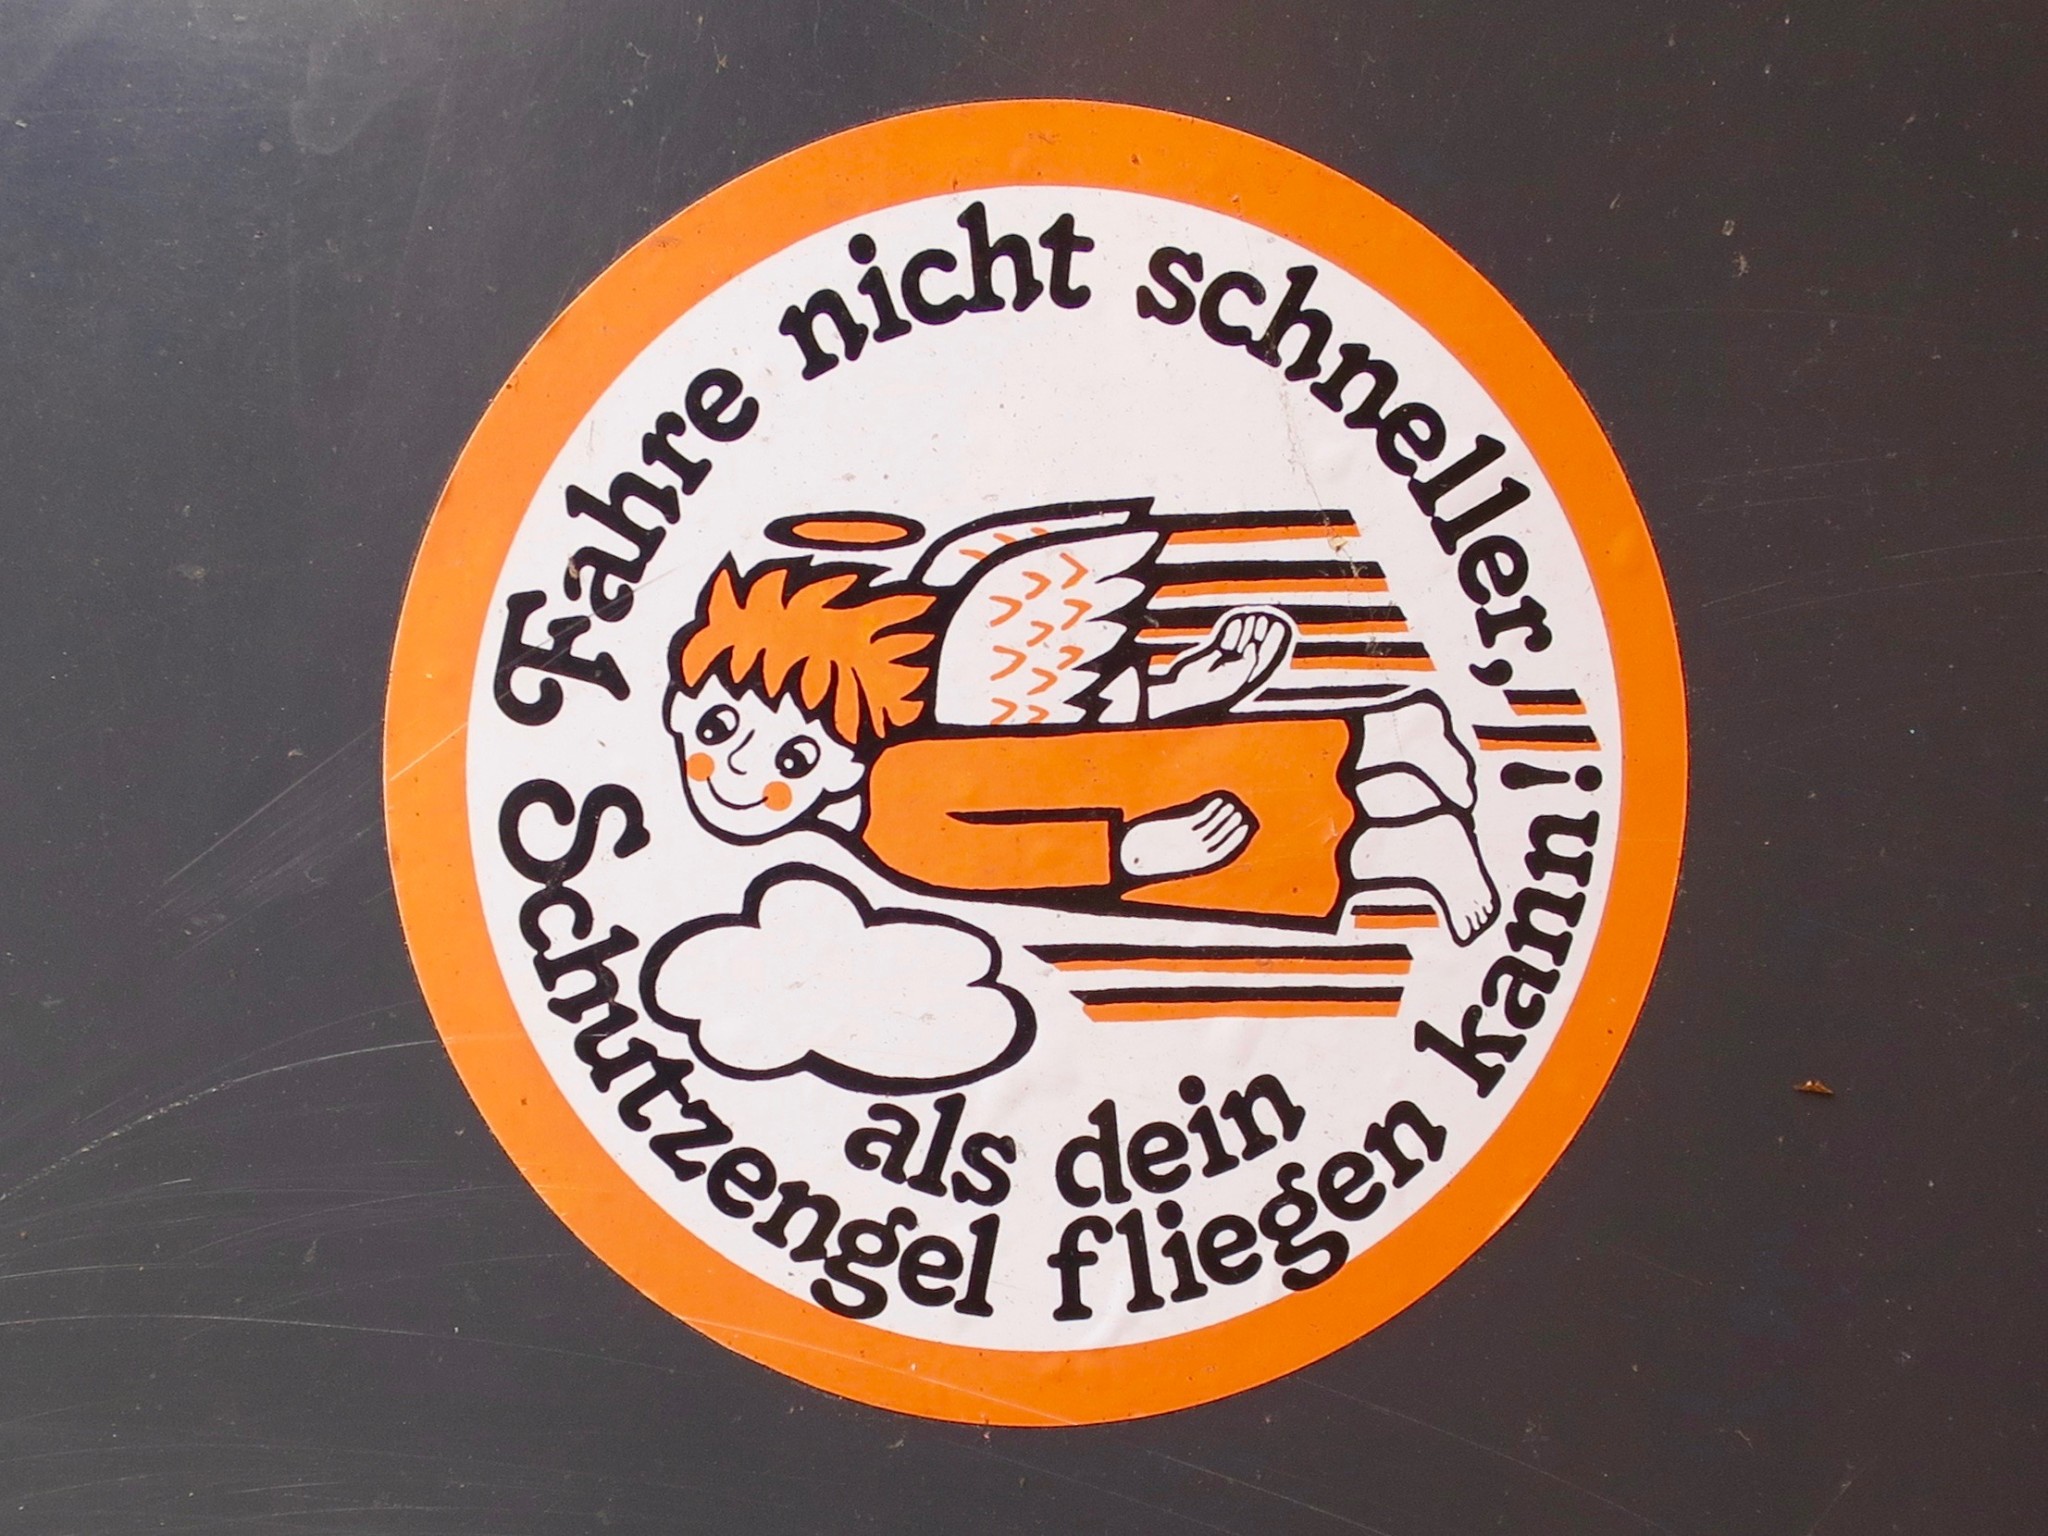 Fahre nicht schneller,
als dein
Schutzengel fliegen kann!